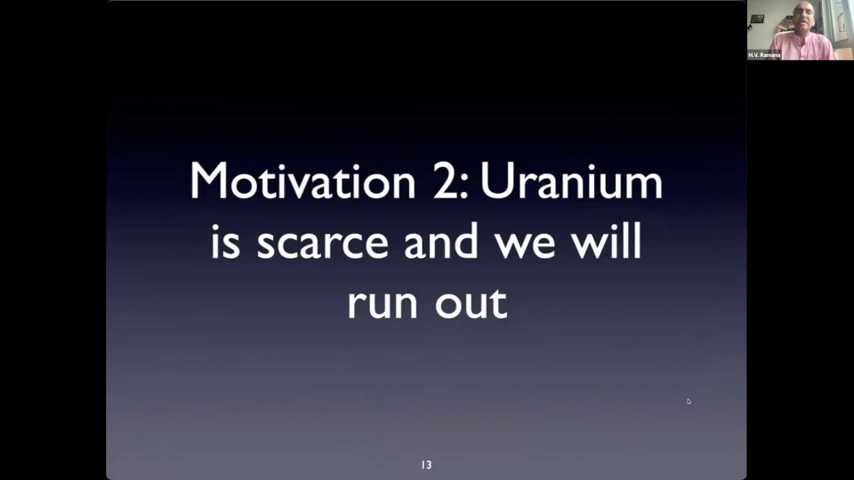 M.V. Ramana
Motivation 2: Uranium
is scarce and we will
run out
13